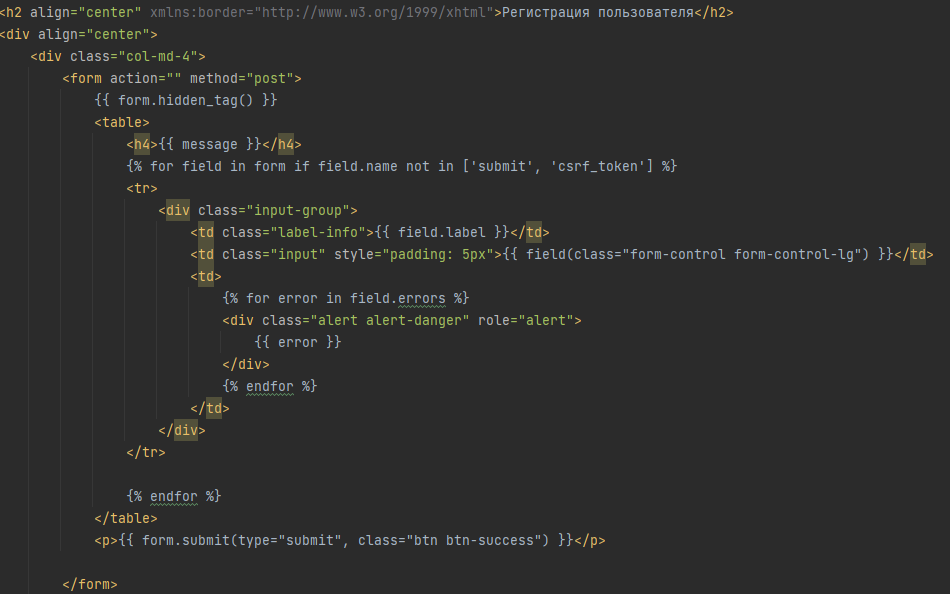 <h2 align="center" xmlns:border="http://www.w3.org/1999/xhtml">Регистрация пользователя</h2>
<div align="center">
    <div class="col-md-4">
        <form action="" method="post">
            {{ form.hidden_tag() }}
            <table>
                <h4>{{ message }}</h4>
                {% for field in form if field.name not in ['submit', 'csrf_token'] %}
                <tr>
                    <div class="input-group">
                        <td class="label-info">{{ field.label }}</td>
                        <td class="input" style="padding: 5px">{{ field(class="form-control form-control-lg") }}</td>
                        <td>
                            {% for error in field.errors %}
                            <div class="alert alert-danger" role="alert">
                                {{ error }}
                            </div>
                            {% endfor %}
                        </td>
                    </div>
                </tr>

                {% endfor %}
            </table>
            <p>{{ form.submit(type="submit", class="btn btn-success") }}</p>

        </form>